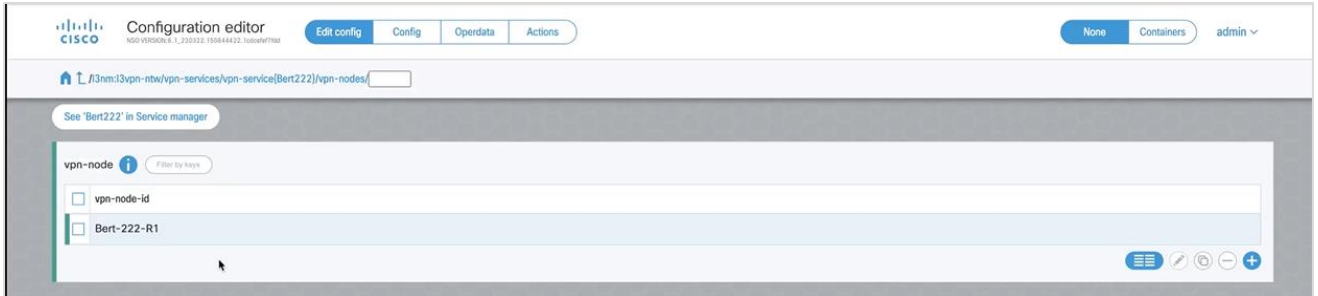 CISCO
Configuration editor
Edit config Config Operdata Actions
None Containers admin
/l3nm:l3vpn-ntw/vpn-services/vpn-service{Bert222}/vpn-nodes/
See 'Bert222' in Service manager
vpn-node i Filter by keys
vpn-node-id
Bert-222-R1